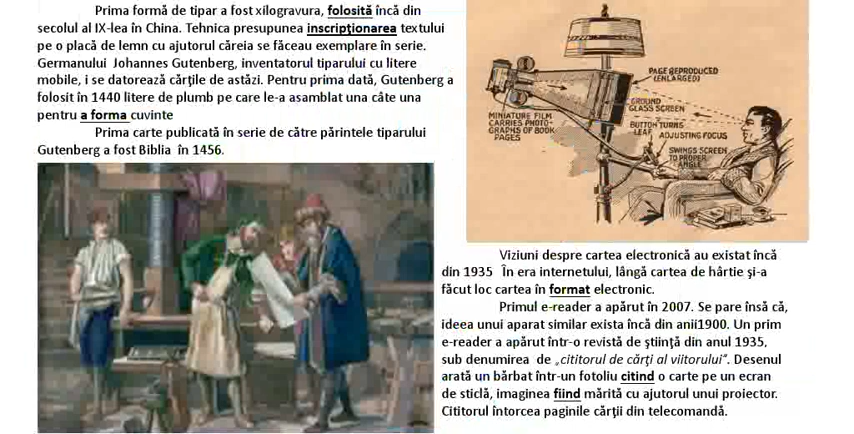 Prima formă de tipar a fost xilogravura, folosită încă din
secolul al IX-lea în China. Tehnica presupunea inscripţionarea textului
pe o placă de lemn cu ajutorul căreia se făceau exemplare în serie.
Germanului Johannes Gutenberg, inventatorul tiparului cu litere
mobile, i se datorează cărţile de astăzi. Pentru prima dată, Gutenberg a
folosit în 1440 litere de plumb pe care le-a asamblat una câte una
pentru a forma cuvinte
Prima carte publicată în serie de către părintele tiparului
Gutenberg a fost Biblia în 1456.
PAGE REPRODUCED
(ENLARGED)
GROUND
GLASS SCREEN
MINIATURE FILM
CARRIES PHOTO-
GRAPHS OF BOOK
PAGES
BUTTON TURNS
LEAF
ADJUSTING FOCUS
SWINGS SCREEN
TO PROPER
ANGLE
Viziuni despre cartea electronică au existat încă
din 1935 În era internetului, lângă cartea de hârtie şi-a
făcut loc cartea în format electronic.
Primul e-reader a apărut în 2007. Se pare însă că,
ideea unui aparat similar exista încă din anii1900. Un prim
e-reader a apărut într-o revistă de ştiinţă din anul 1935,
sub denumirea de „cititorul de cărţi al viitorului”. Desenul
arată un bărbat într-un fotoliu citind o carte pe un ecran
de sticlă, imaginea fiind mărită cu ajutorul unui proiector.
Cititorul întorcea paginile cărţii din telecomandă.